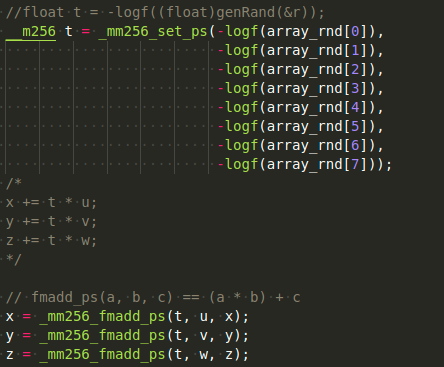 //float t = -logf((float)genRand(&r));
__m256 t = _mm256_set_ps(-logf(array_rnd[0]),
-logf(array_rnd[1]),
-logf(array_rnd[2]),
-logf(array_rnd[3]),
-logf(array_rnd[4]),
-logf(array_rnd[5]),
-logf(array_rnd[6]),
-logf(array_rnd[7]));
/*
x += t * u;
y += t * v;
z += t * w;
*/
// fmadd_ps(a, b, c) == (a * b) + c
x = _mm256_fmadd_ps(t, u, x);
y = _mm256_fmadd_ps(t, v, y);
z = _mm256_fmadd_ps(t, w, z);